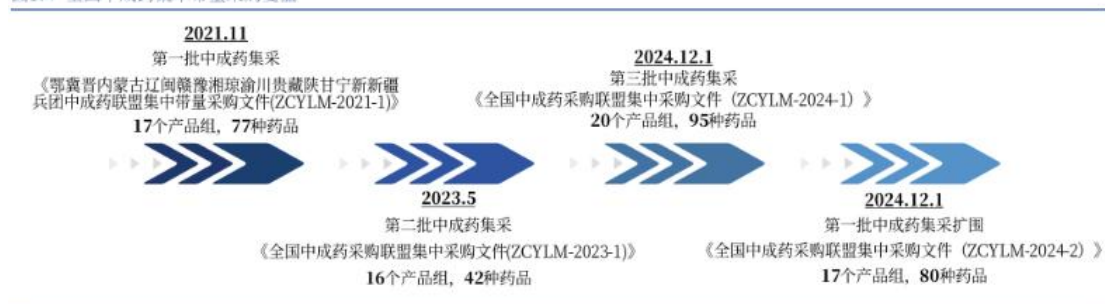 2021.11
第一批中成药集采
《鄂冀晋内蒙古辽闽赣豫湘琼渝川贵藏陕甘宁新新疆
兵团中成药联盟集中带量采购文件(ZCYLM-2021-1)》
17个产品组，77种药品
2023.5
第二批中成药集采
《全国中成药采购联盟集中采购文件(ZCYLM-2023-1)》
16个产品组，42种药品
2024.12.1
第三批中成药集采
《全国中成药采购联盟集中采购文件（ZCYLM-2024-1）》
20个产品组，95种药品
2024.12.1
第一批中成药集采扩围
《全国中成药采购联盟集中采购文件（ZCYLM-2024-2）》
17个产品组，80种药品